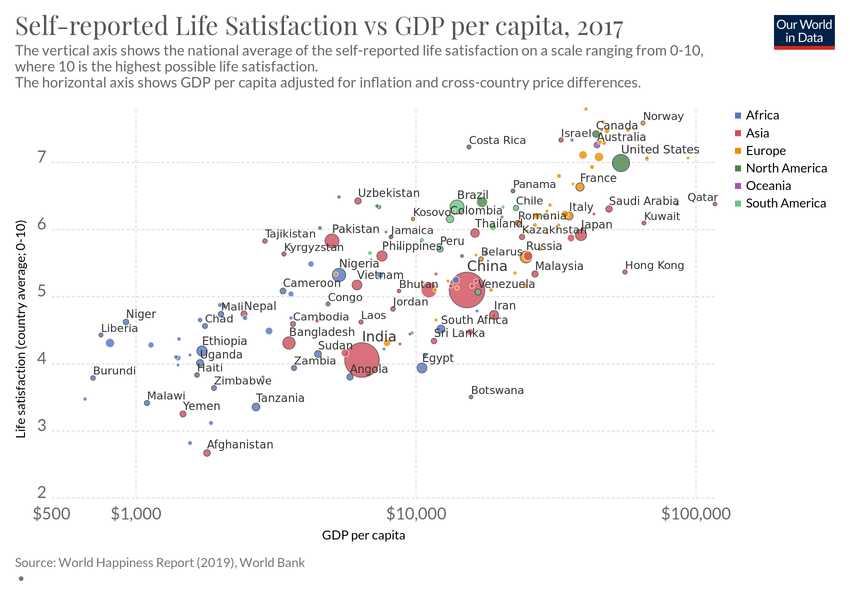 Self-reported Life Satisfaction vs GDP per capita, 2017
Our World
in Data
The vertical axis shows the national average of the self-reported life satisfaction on a scale ranging from 0-10,
where 10 is the highest possible life satisfaction.
The horizontal axis shows GDP per capita adjusted for inflation and cross-country price differences.
Norway
Canada
Israel
Australia
Costa Rica
United States
7
Panama
France
Uzbekistan
Brazil
Chile
Saudi Arabia
Qatar
Kosovo
Colombia
Romania
Italy
Kuwait
6
Tajikistan
Pakistan
Jamaica
Thailand
Kazakhstan
Japan
Kyrgyzstan
Philippines
Peru
Belarus
Russia
Nigeria
China
Malaysia
Hong Kong
Cameroon
Vietnam
Bhutan
Venezuela
5
Congo
Jordan
Iran
Niger
Mali
Nepal
Cambodia
Laos
South Africa
Liberia
Chad
Bangladesh
India
Sri Lanka
Ethiopia
Sudan
Uganda
Zambia
Angola
Egypt
4
Burundi
Haiti
Zimbabwe
Botswana
Malawi
Yemen
Tanzania
3
Afghanistan
2
Life satisfaction (country average; 0-10)
$500
$1,000
$10,000
$100,000
GDP per capita
Africa
Asia
Europe
North America
Oceania
South America
Source: World Happiness Report (2019), World Bank